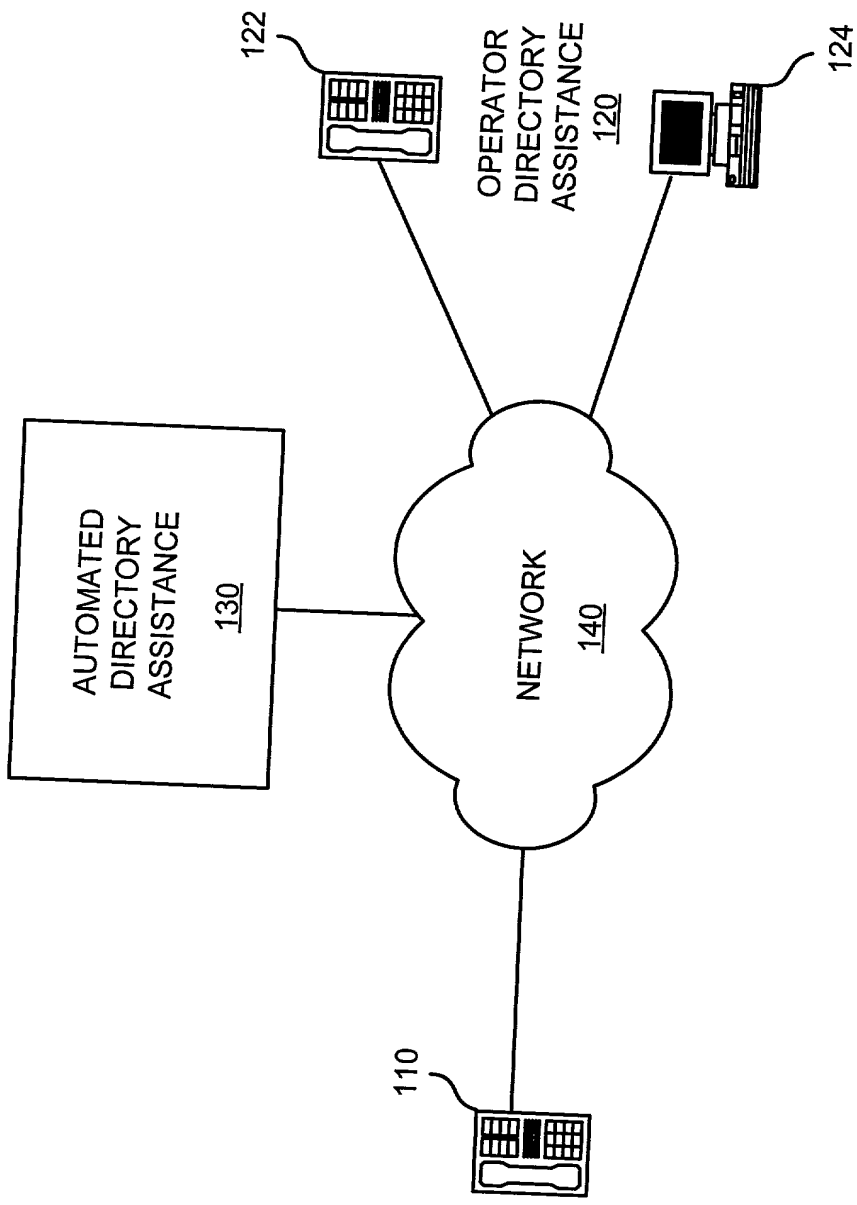 AUTOMATED
DIRECTORY
ASSISTANCE
130
122
OPERATOR
DIRECTORY
ASSISTANCE
120
124
NETWORK
140
110